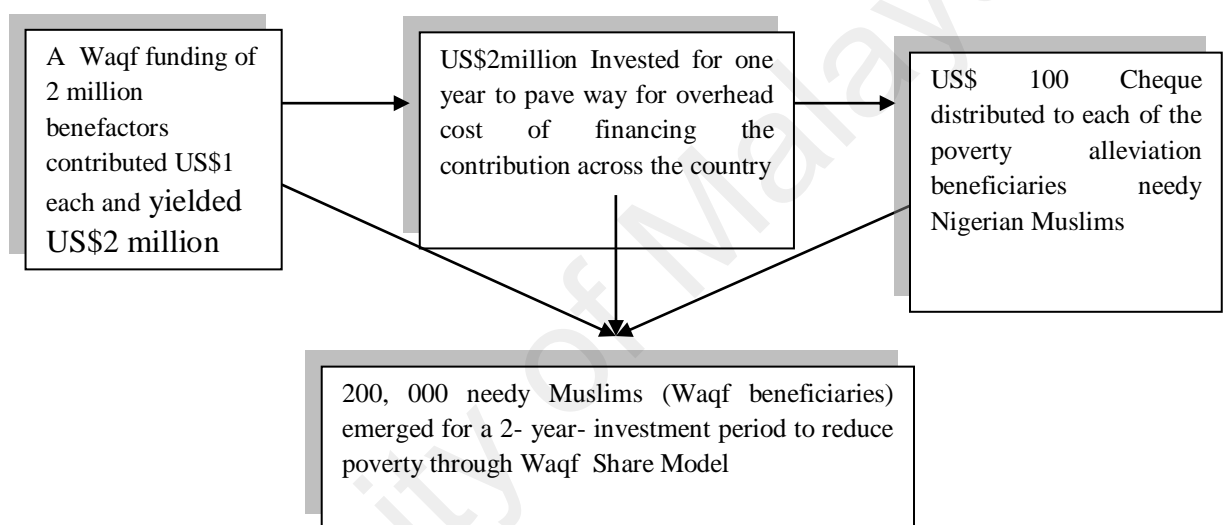 A Waqf funding of
2 million
benefactors
contributed US$1
each and yielded
US$2 million
US$2million Invested for one
year to pave way for overhead
cost of financing the
contribution across the country
US$ 100 Cheque
distributed to each of the
poverty alleviation
beneficiaries needy
Nigerian Muslims
200, 000 needy Muslims (Waqf beneficiaries)
emerged for a 2- year- investment period to reduce
poverty through Waqf Share Model
ity of Malaya